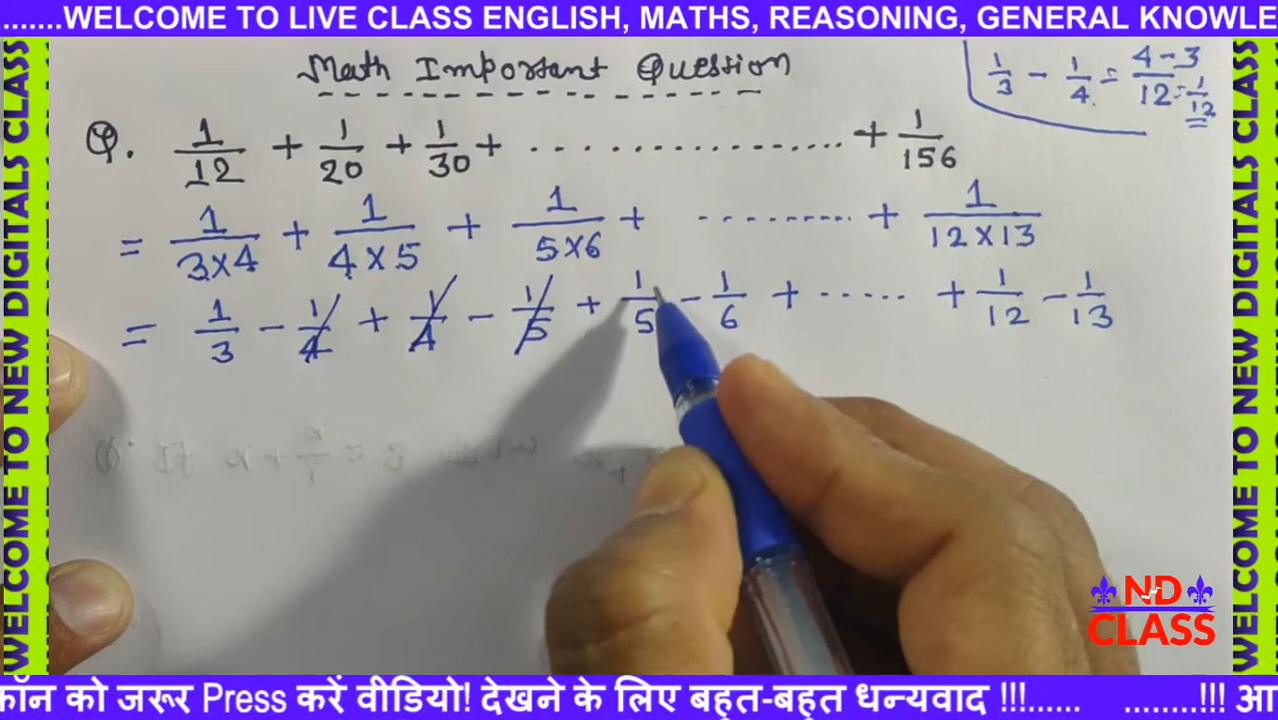 .......WELCOME TO LIVE CLASS ENGLISH, MATHS, REASONING, GENERAL KNOWLE
WELCOME TO NEW DIGITALS CLASS
Math Important Question
1/3 - 1/4 = 4-3/12 = 1/12
Q. 1/12 + 1/20 + 1/30 + ................ + 1/156
= 1/3×4 + 1/4×5 + 1/5×6 + --------- + 1/12×13
= 1/3 - 1/4 + 1/4 - 1/5 + 1/5 - 1/6 + ...... + 1/12 - 1/13
WELCOME TO NEW DIGITALS CLASS
ND
CLASS
को जरूर Press करें वीडियो! देखने के लिए बहत-बहत धन्यवाद !!!...... ........!!! आ